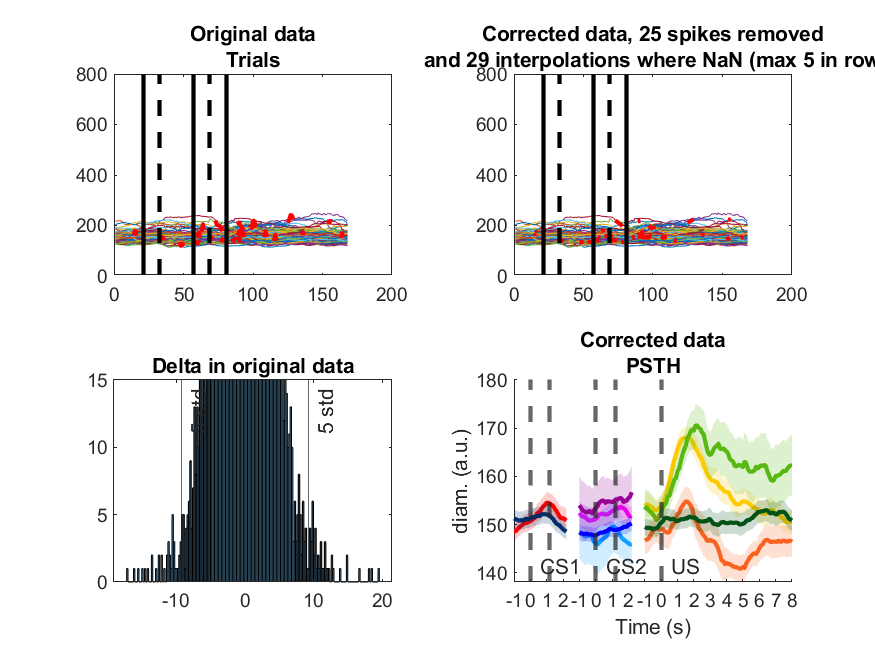 Original data
Trials
800
600
400
200
0
0 50 100 150 200
Corrected data, 25 spikes removed
and 29 interpolations where NaN (max 5 in row
800
600
400
200
0
0 50 100 150 200
Delta in original data
15
10
5
0
5 std
5 std
-10 0 10 20
Corrected data
PSTH
180
170
160
150
140
diam. (a.u.)
CS1 CS2 US
-1 0 1 2 -1 0 1 2 -1 0 1 2 3 4 5 6 7 8
Time (s)